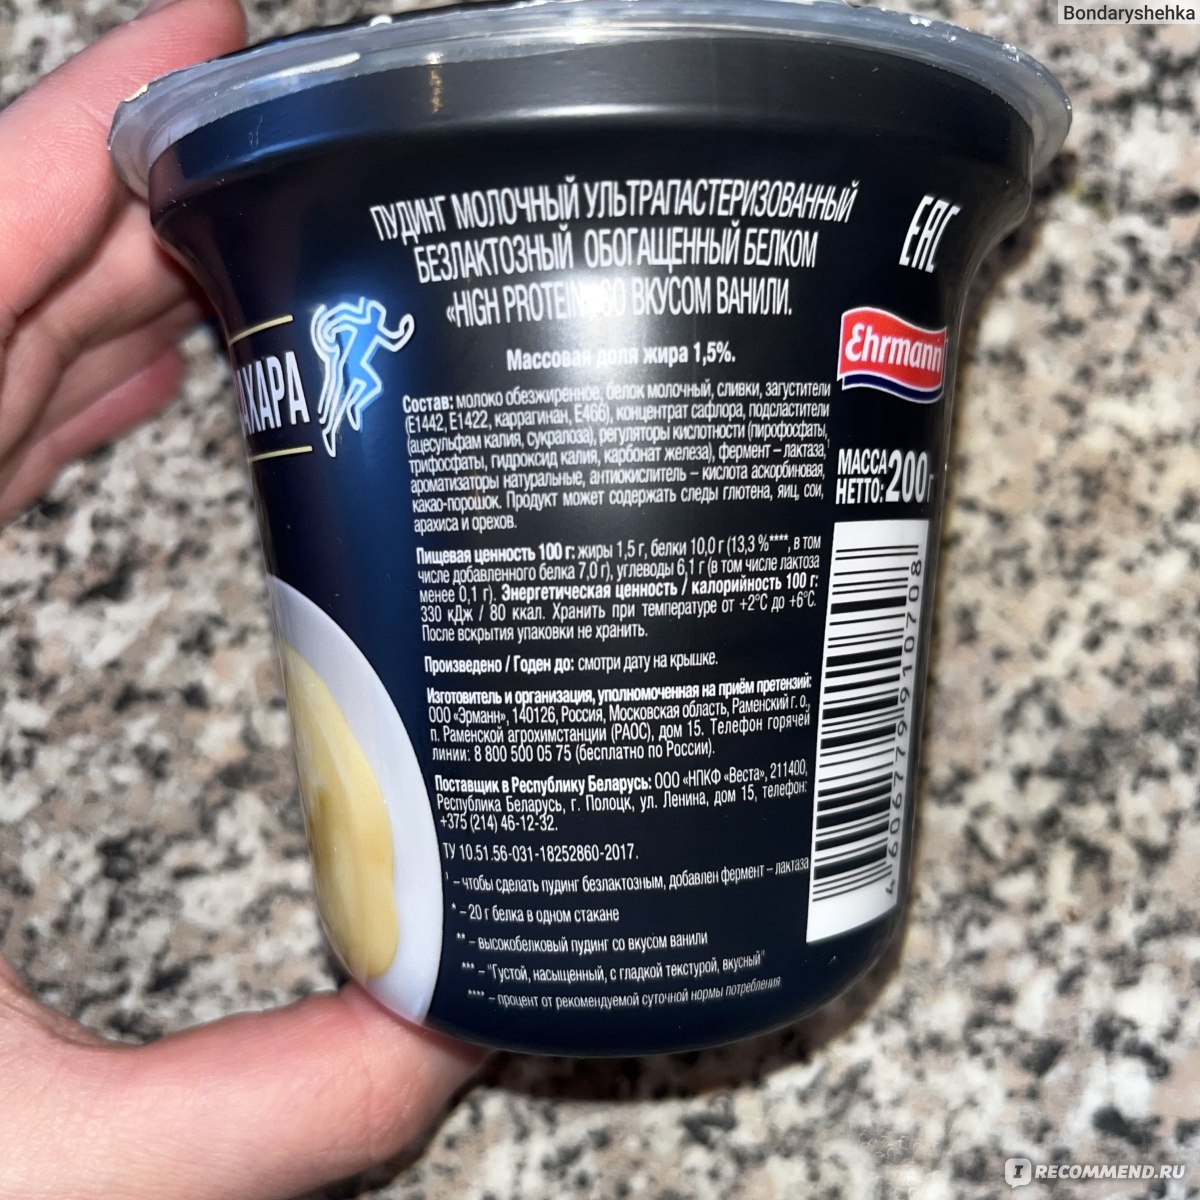 Bondaryshehka
ПУДИНГ МОЛОЧНЫЙ УЛЬТРАПАСТЕРИЗОВАННЫЙ
БЕЗЛАКТОЗНЫЙ ОБОГАЩЕННЫЙ БЕЛКОМ
«HIGH PROTEIN» СО ВКУСОМ ВАНИЛИ.
Массовая доля жира 1,5%.
Состав: молоко обезжиренное, белок молочный, сливки, загустители
(Е1442, Е1422, каррагинан, Е466), концентрат сафлора, подсластители
(ацесульфам калия, сукралоза), регуляторы кислотности (пирофосфаты,
трифосфаты, гидроксид калия, карбонат железа), фермент – лактаза,¹
ароматизаторы натуральные, антиокислитель – кислота аскорбиновая,
какао-порошок. Продукт может содержать следы глютена, яиц, сои,
арахиса и орехов.
Пищевая ценность 100 г: жиры 1,5 г, белки 10,0 г (13,3 %****, в том
числе добавленного белка 7,0 г), углеводы 6,1 г (в том числе лактоза
менее 0,1 г). Энергетическая ценность / калорийность 100 г:
330 кДж / 80 ккал. Хранить при температуре от +2°С до +6°С.
После вскрытия упаковки не хранить.
Произведено / Годен до: смотри дату на крышке.
Изготовитель и организация, уполномоченная на приём претензий:
ООО «Эрманн», 140126, Россия, Московская область, Раменский г. о.,
п. Раменской агрохимстанции (РАОС), дом 15. Телефон горячей
линии: 8 800 500 05 75 (бесплатно по России).
Поставщик в Республику Беларусь: ООО «НПКФ «Веста», 211400,
Республика Беларусь, г. Полоцк, ул. Ленина, дом 15, телефон:
+375 (214) 46-12-32.
ТУ 10.51.56-031-18252860-2017.
¹ – чтобы сделать пудинг безлактозным, добавлен фермент – лактаза
* – 20 г белка в одном стакане
** – высокобелковый пудинг со вкусом ванили
*** – "Густой, насыщенный, с гладкой текстурой, вкусный"
**** – процент от рекомендуемой суточной нормы потребления
ЕАС
Ehrmann
МАССА
НЕТТО: 200 г
4 606779 910708
IRECOMMEND.RU